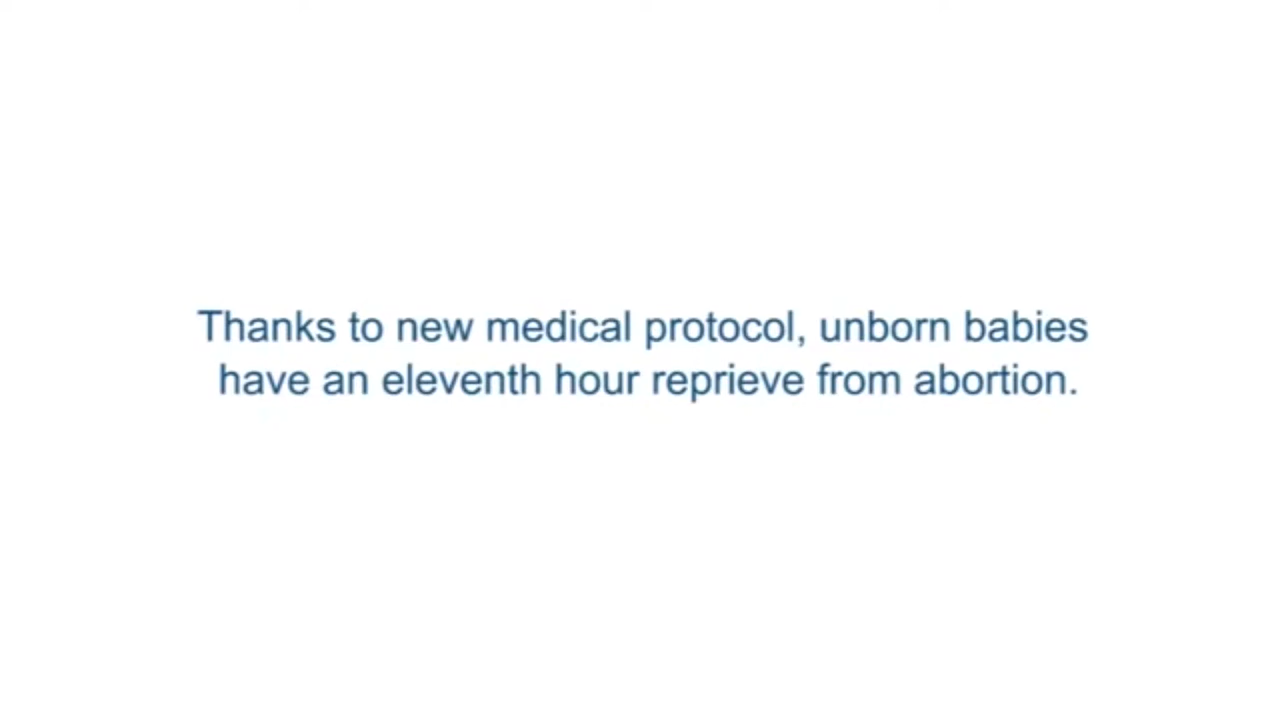 Thanks to new medical protocol, unborn babies
have an eleventh hour reprieve from abortion.